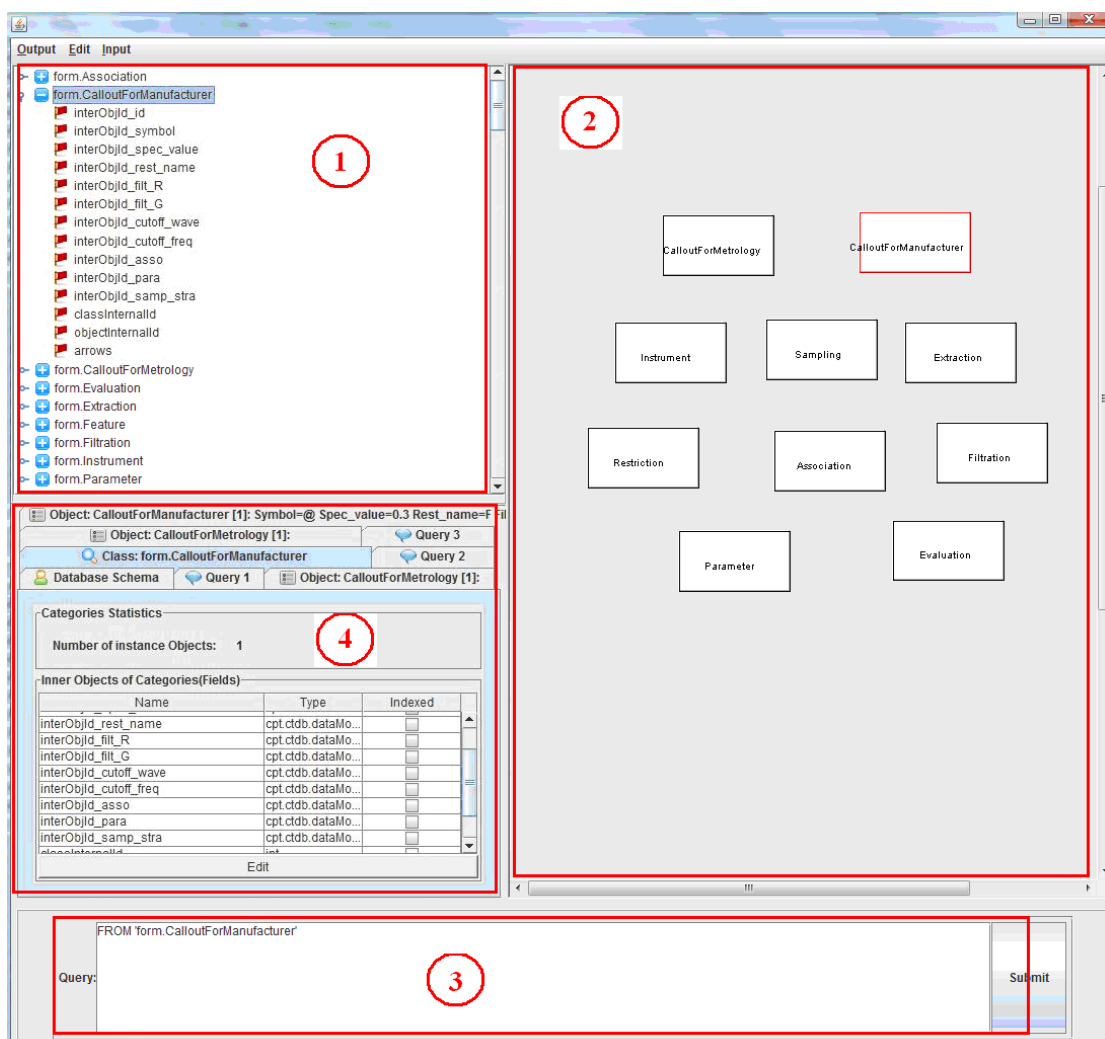 Output Edit Input
form.Association
form.CalloutForManufacturer
interObjId_id
interObjId_symbol
interObjId_spec_value
interObjId_rest_name
interObjId_filt_R
interObjId_filt_G
interObjId_cutoff_wave
interObjId_cutoff_freq
interObjId_asso
interObjId_para
interObjId_samp_stra
classInternalId
objectInternalId
arrows
form.CalloutForMetrology
form.Evaluation
form.Extraction
form.Feature
form.Filtration
form.Instrument
form.Parameter
1
2
CalloutForMetrology
CalloutForManufacturer
Instrument
Sampling
Extraction
Restriction
Association
Filtration
Parameter
Evaluation
Object: CalloutForManufacturer [1]: Symbol=@ Spec_value=0.3 Rest_name=F Fil
Object: CalloutForMetrology [1]: Query 3
Class: form.CalloutForManufacturer Query 2
Database Schema Query 1 Object: CalloutForMetrology [1]:
Categories Statistics
Number of instance Objects: 1
4
Inner Objects of Categories(Fields)
Name Type Indexed
interObjId_rest_name cpt.ctdb.dataMo...
interObjId_filt_R cpt.ctdb.dataMo...
interObjId_filt_G cpt.ctdb.dataMo...
interObjId_cutoff_wave cpt.ctdb.dataMo...
interObjId_cutoff_freq cpt.ctdb.dataMo...
interObjId_asso cpt.ctdb.dataMo...
interObjId_para cpt.ctdb.dataMo...
interObjId_samp_stra cpt.ctdb.dataMo...
classInternalId int
Edit
FROM 'form.CalloutForManufacturer'
Query:
3
Submit